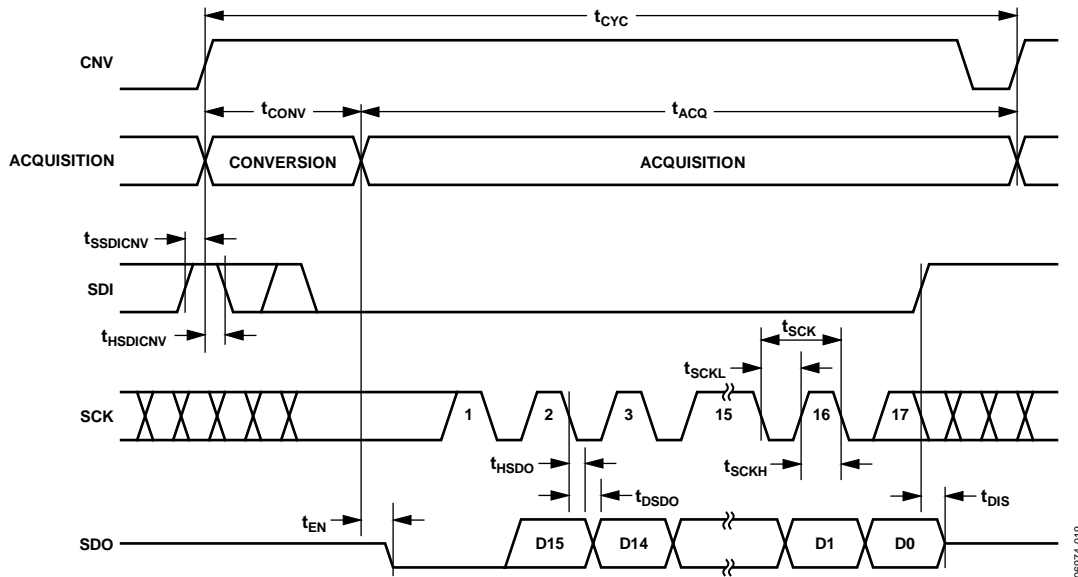 tCYC
CNV
tCONV
tACQ
ACQUISITION
CONVERSION
ACQUISITION
tSSDICNV
SDI
tHSDICNV
tSCK
tSCKL
SCK
1
2
3
15
16
17
tHSDO
tSCKH
tDSDO
tDIS
tEN
SDO
D15
D14
D1
D0